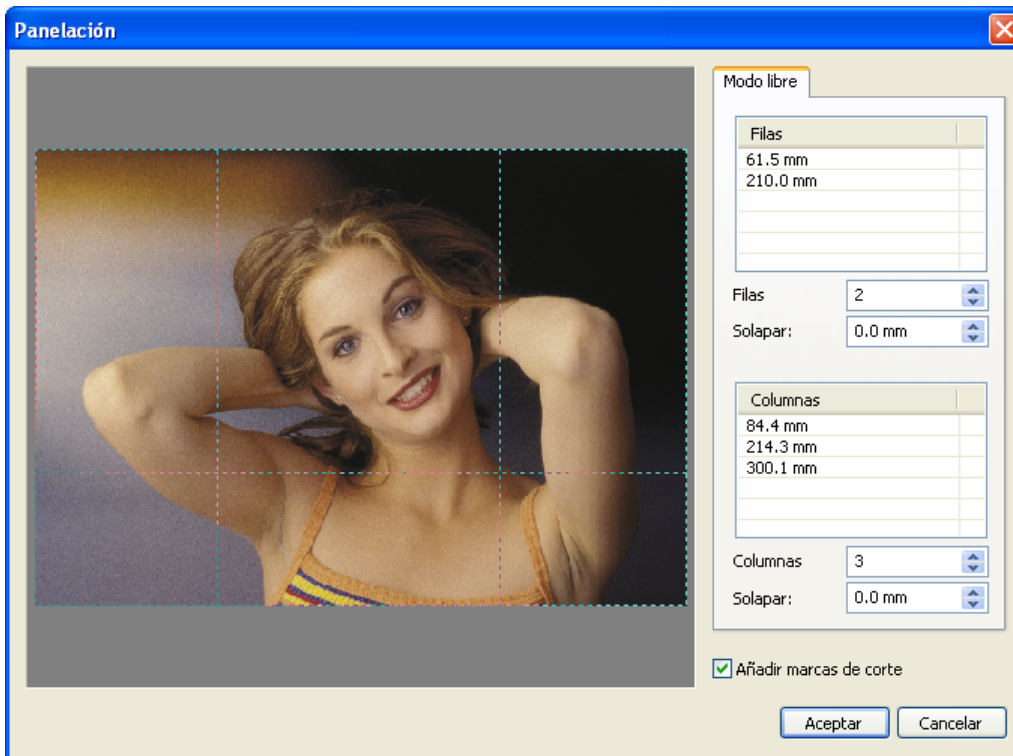 Panelación
Modo libre
Filas
61.5 mm
210.0 mm
Filas 2
Solapar: 0.0 mm
Columnas
84.4 mm
214.3 mm
300.1 mm
Columnas 3
Solapar: 0.0 mm
Añadir marcas de corte
Aceptar Cancelar